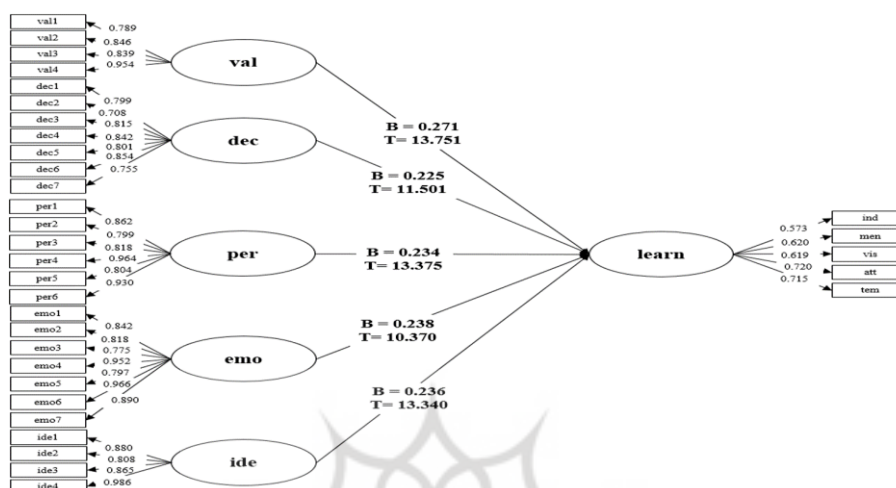 val1
val2
val3
val4
0.789
0.846
0.839
0.954
val
dec1
dec2
dec3
dec4
dec5
dec6
dec7
0.799
0.708
0.815
0.842
0.801
0.854
0.755
dec
per1
per2
per3
per4
per5
per6
0.862
0.799
0.818
0.964
0.804
0.930
per
emo1
emo2
emo3
emo4
emo5
emo6
emo7
0.842
0.818
0.775
0.952
0.797
0.966
0.890
emo
ide1
ide2
ide3
ide4
0.880
0.808
0.865
0.986
ide
B = 0.271
T= 13.751
B = 0.225
T= 11.501
B = 0.234
T= 13.375
B = 0.238
T= 10.370
B = 0.236
T= 13.340
learn
0.573
0.620
0.619
0.720
0.715
ind
men
vis
att
tem